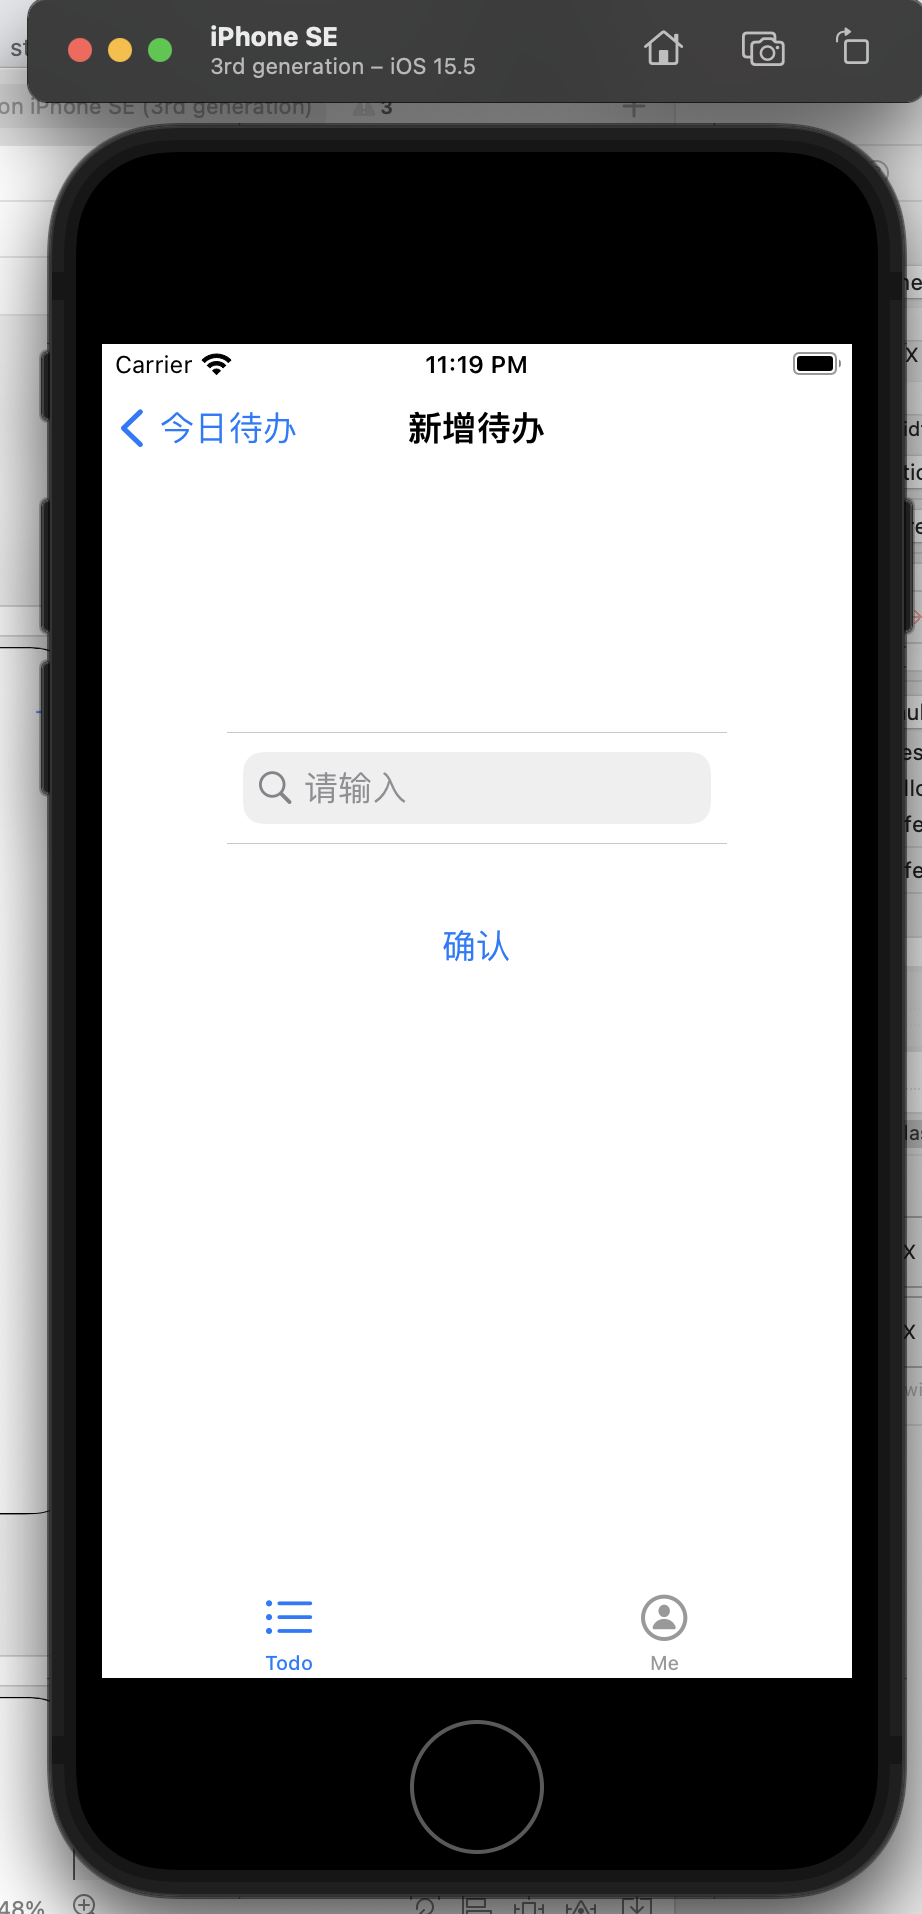 iPhone SE
3rd generation – iOS 15.5
on iPhone SE (3rd generation)
3
Carrier
11:19 PM
今日待办
新增待办
请输入
确认
Todo
Me
48%